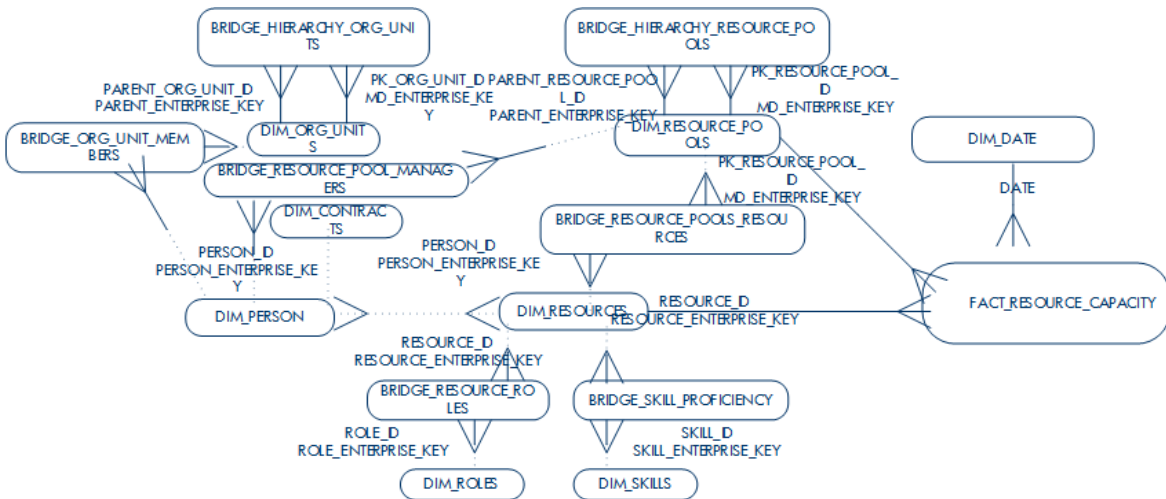 BRIDGE_HIERARCHY_ORG_UNI
TS
BRIDGE_HIERARCHY_RESOURCE_PO
OLS
PARENT_ORG_UNIT_ID
PARENT_ENTERPRISE_KEY
PK_ORG_UNIT_ID
MD_ENTERPRISE_KE
Y
PARENT_RESOURCE_POO
L_ID
PARENT_ENTERPRISE_KEY
PK_RESOURCE_POOL_
ID
MD_ENTERPRISE_KEY
BRIDGE_ORG_UNIT_MEM
BERS
DIM_ORG_UNIT
S
DIM_RESOURCE_PO
OLS
DIM_DATE
BRIDGE_RESOURCE_POOL_MANAG
ERS
PK_RESOURCE_POOL_
ID
MD_ENTERPRISE_KEY
DATE
DIM_CONTRAC
TS
BRIDGE_RESOURCE_POOLS_RESOU
RCES
PERSON_ID
PERSON_ENTERPRISE_KE
Y
PERSON_ID
PERSON_ENTERPRISE_KE
Y
DIM_PERSON
DIM_RESOURCES
RESOURCE_ID
RESOURCE_ENTERPRISE_KEY
FACT_RESOURCE_CAPACITY
RESOURCE_ID
RESOURCE_ENTERPRISE_KEY
BRIDGE_RESOURCE_RO
LES
BRIDGE_SKILL_PROFICIENCY
ROLE_ID
ROLE_ENTERPRISE_KEY
SKILL_ID
SKILL_ENTERPRISE_KEY
DIM_ROLES
DIM_SKILLS